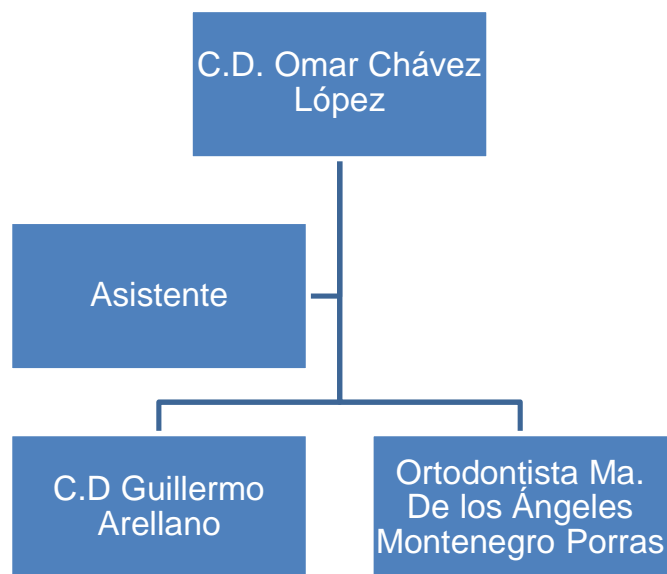 C.D. Omar Chávez
López
Asistente
C.D Guillermo
Arellano
Ortodontista Ma.
De los Ángeles
Montenegro Porras